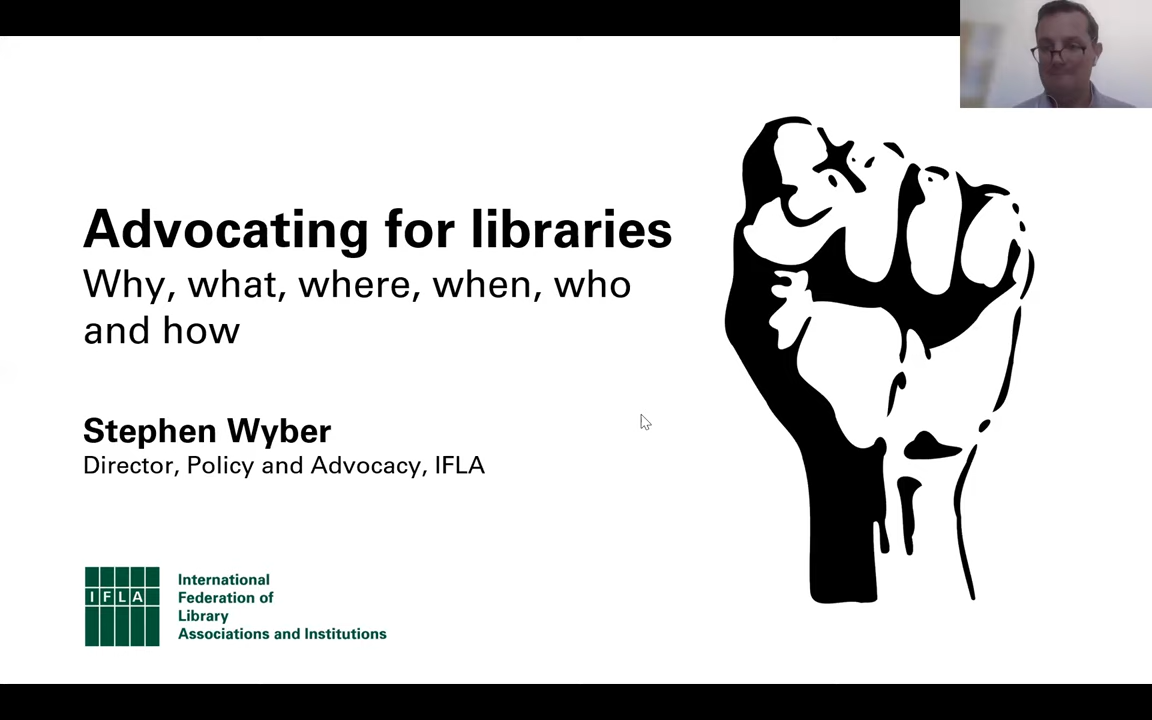 Advocating for libraries
Why, what, where, when, who
and how
Stephen Wyber
Director, Policy and Advocacy, IFLA
IFLA
International
Federation of
Library
Associations and Institutions